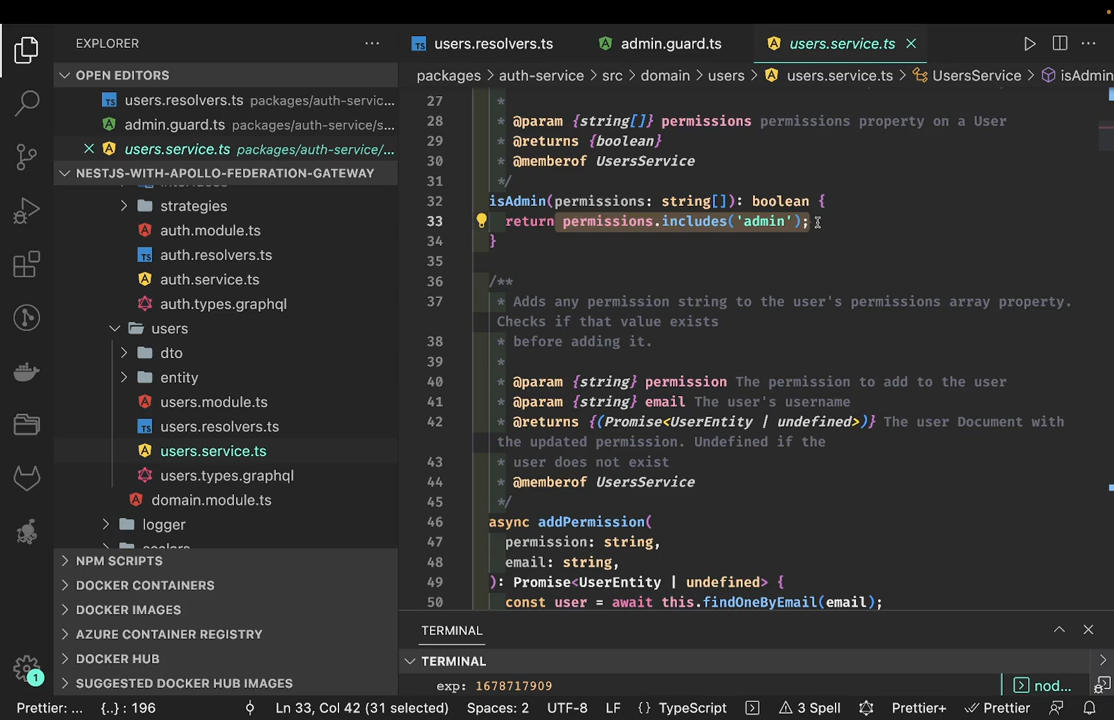 EXPLORER
OPEN EDITORS
users.resolvers.ts packages/auth-servic...
admin.guard.ts packages/auth-service/s...
users.service.ts packages/auth-service/...
NESTJS-WITH-APOLLO-FEDERATION-GATEWAY
strategies
auth.module.ts
auth.resolvers.ts
auth.service.ts
auth.types.graphql
users
dto
entity
users.module.ts
users.resolvers.ts
users.service.ts
users.types.graphql
domain.module.ts
logger
NPM SCRIPTS
DOCKER CONTAINERS
DOCKER IMAGES
AZURE CONTAINER REGISTRY
DOCKER HUB
SUGGESTED DOCKER HUB IMAGES
users.resolvers.ts admin.guard.ts users.service.ts
packages > auth-service > src > domain > users > users.service.ts > UsersService > isAdmin
27 *
28 * @param {string[]} permissions permissions property on a User
29 * @returns {boolean}
30 * @memberof UsersService
31 */
32 isAdmin(permissions: string[]): boolean {
33 return permissions.includes('admin');
34 }
35
36 /**
37 * Adds any permission string to the user's permissions array property.
Checks if that value exists
38 * before adding it.
39 *
40 * @param {string} permission The permission to add to the user
41 * @param {string} email The user's username
42 * @returns {(Promise<UserEntity | undefined>)} The user Document with
the updated permission. Undefined if the
43 * user does not exist
44 * @memberof UsersService
45 */
46 async addPermission(
47 permission: string,
48 email: string,
49 ): Promise<UserEntity | undefined> {
50 const user = await this.findOneByEmail(email);
TERMINAL
TERMINAL
exp: 1678717909
nod...
1
Prettier: ... {..} : 196 Ln 33, Col 42 (31 selected) Spaces: 2 UTF-8 LF {} TypeScript 3 Spell Prettier+ Prettier